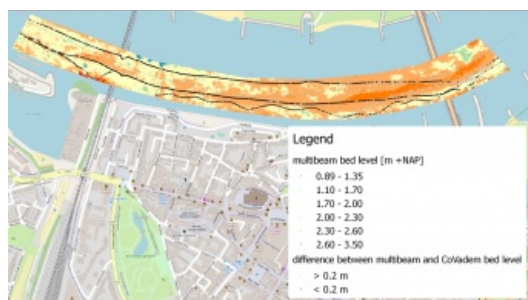 Legend
multibeam bed level [m +NAP]
0.89 - 1.35
1.10 - 1.70
1.70 - 2.00
2.00 - 2.30
2.30 - 2.60
2.60 - 3.50
difference between multibeam and CoVadem bed level
> 0.2 m
< 0.2 m